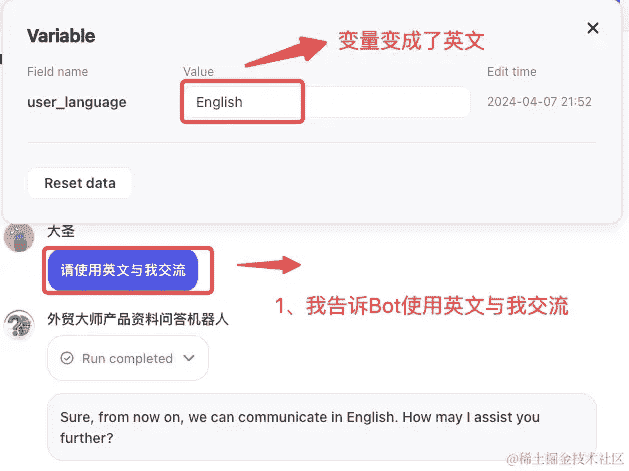 Variable
变量变成了英文
Field name Value Edit time
user_language English 2024-04-07 21:52
Reset data
大圣
请使用英文与我交流
1、我告诉Bot使用英文与我交流
外贸大师产品资料问答机器人
Run completed
Sure, from now on, we can communicate in English. How may I assist you
further?
@稀土掘金技术社区